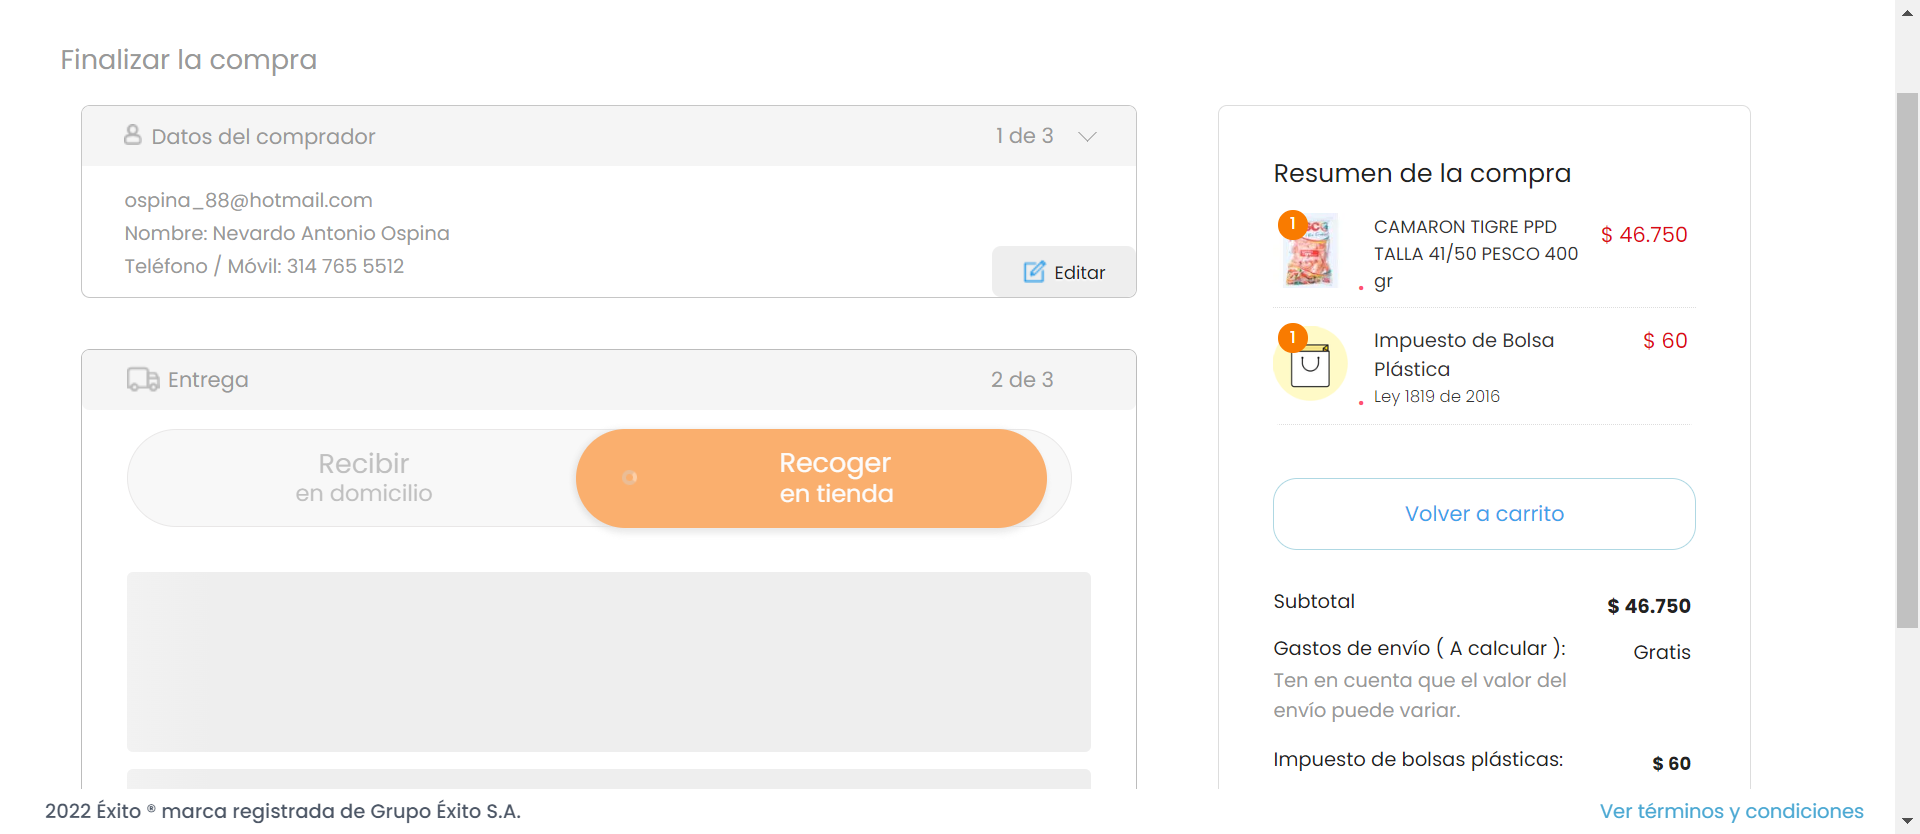 Finalizar la compra
Datos del comprador
1 de 3
ospina_88@hotmail.com
Nombre: Nevardo Antonio Ospina
Teléfono / Móvil: 314 765 5512
Editar
Entrega
2 de 3
Recibir
en domicilio
Recoger
en tienda
Resumen de la compra
1
CAMARON TIGRE PPD
TALLA 41/50 PESCO 400
gr
$ 46.750
1
Impuesto de Bolsa
Plástica
Ley 1819 de 2016
$ 60
Volver a carrito
Subtotal
$ 46.750
Gastos de envío ( A calcular ):
Gratis
Ten en cuenta que el valor del
envío puede variar.
Impuesto de bolsas plásticas:
$ 60
2022 Éxito ® marca registrada de Grupo Éxito S.A.
Ver términos y condiciones